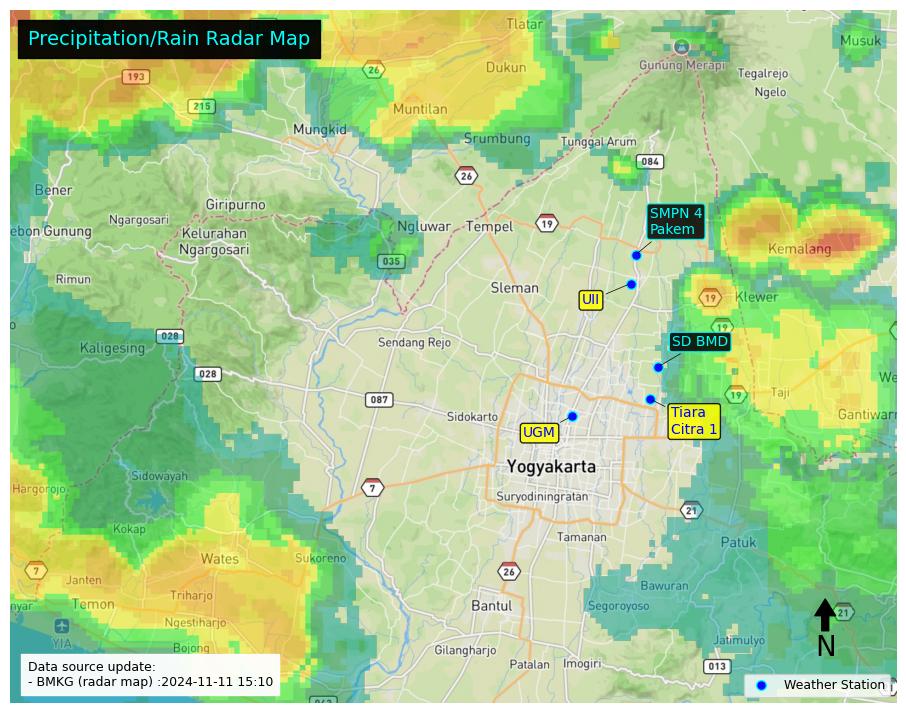 Precipitation/Rain Radar Map
Tlatar
Musuk
193
26
Dukun
Gunung Merapi
Tegalrejo
215
Muntilan
Ngelo
Mungkid
Srumbung
Tunggal Arum
084
26
Bener
Giripurno
Ngargosari
SMPN 4
Pakem
ebon Gunung
Kelurahan
Ngargosari
Ngluwar
Tempel
19
Kemalang
035
Rimun
Sleman
UII
19
Klewer
028
Kaligesing
Sendang Rejo
19
SD BMD
028
087
Sidokarto
19
Taji
We
Tiara
Citra 1
Gantiwarn
UGM
Yogyakarta
Sidowayah
Hargorojo
7
Suryodiningratan
21
Kokap
Tamanan
Patuk
Wates
Sukoreno
7
Janten
26
Bawuran
Triharjo
Temon
Bantul
Segoroyoso
21
nyar
YIA
Ngestiharjo
N
Bojong
Gilangharjo
Jatimulyo
Patalan
Imogiri
013
Data source update:
- BMKG (radar map) :2024-11-11 15:10
Weather Station